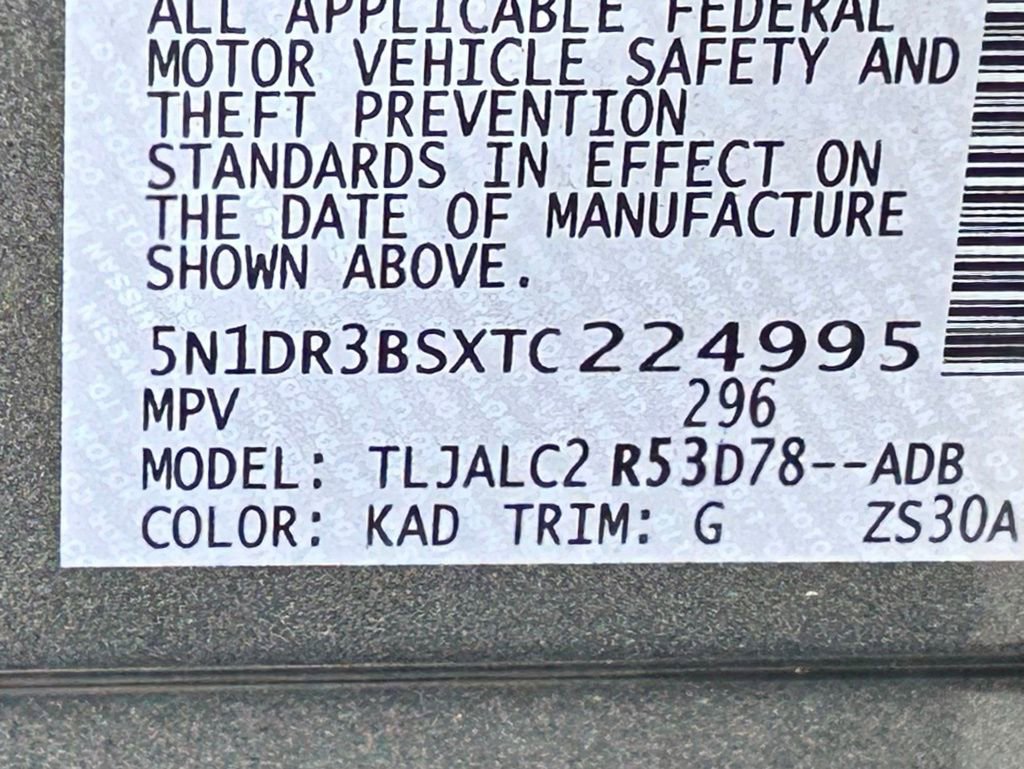 ALL APPLICABLE FEDERAL
MOTOR VEHICLE SAFETY AND
THEFT PREVENTION
STANDARDS IN EFFECT ON
THE DATE OF MANUFACTURE
SHOWN ABOVE.
5N1DR3BSXTC224995
MPV 296
MODEL: TLJALC2 R53D78--ADB
COLOR: KAD TRIM: G ZS30A